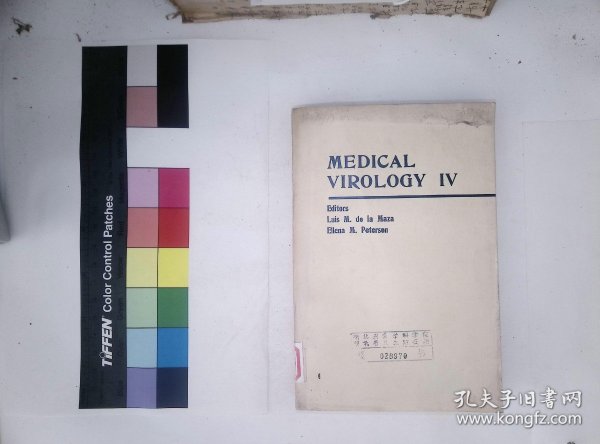 TIFFEN® Color Control Patches
MEDICAL
VIROLOGY IV
Editors
Luis M. de la Maza
Ellena M. Peterson
028970
孔夫子旧书网
www.kongfz.com